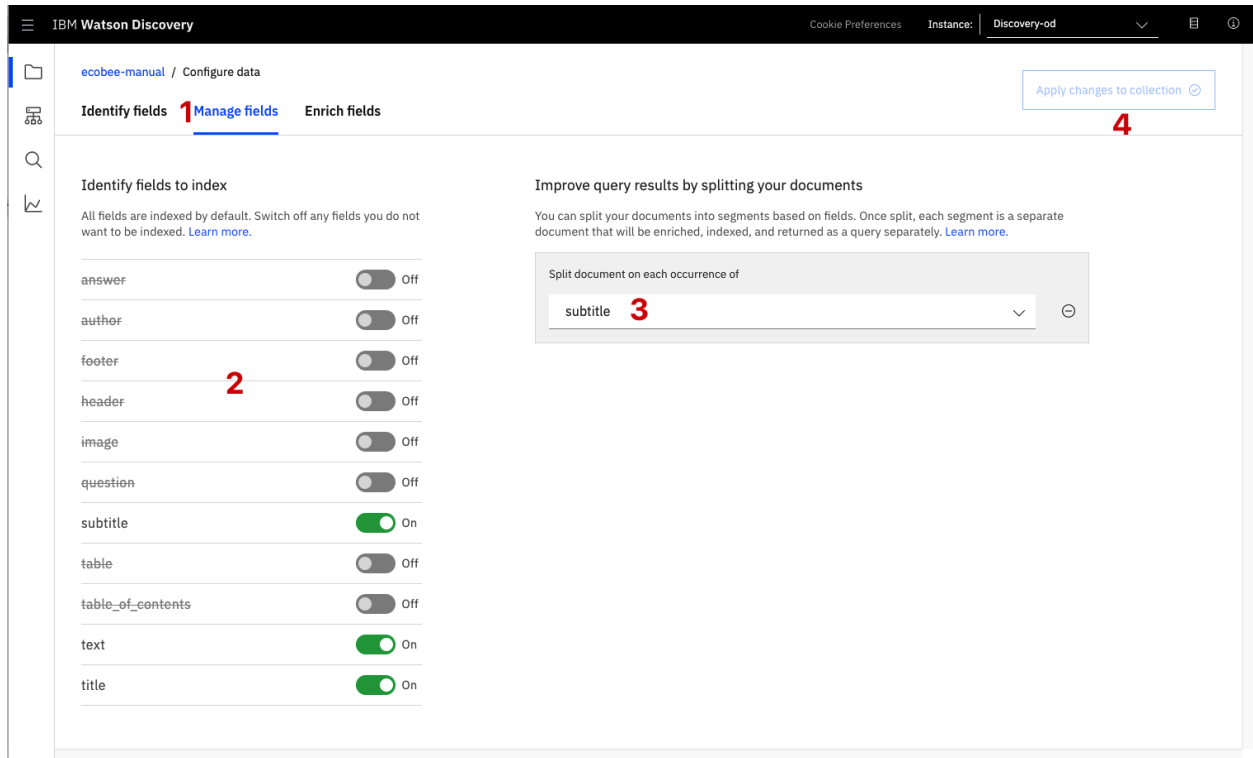 IBM Watson Discovery
Cookie Preferences
Instance:
Discovery-od
ecobee-manual / Configure data
Identify fields
1
Manage fields
Enrich fields
Apply changes to collection
4
Identify fields to index
All fields are indexed by default. Switch off any fields you do not
want to be indexed. Learn more.
answer Off
author Off
footer Off
2
header Off
image Off
question Off
subtitle On
table Off
table_of_contents Off
text On
title On
Improve query results by splitting your documents
You can split your documents into segments based on fields. Once split, each segment is a separate
document that will be enriched, indexed, and returned as a query separately. Learn more.
Split document on each occurrence of
subtitle 3